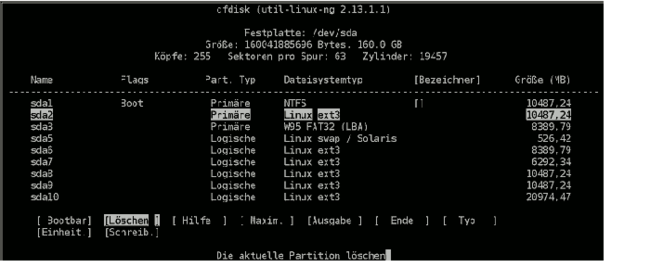 cfdisk (util-linux-ng 2.13.1.1)
Festplatte: /dev/sda
Größe: 160041885696 Bytes, 160.0 GB
Köpfe: 255 Sektoren pro Spur: 63 Zylinder: 19457
Name Flags Part. Typ Dateisystemtyp [Bezeichner] Größe (MB)
sda1 Boot Primäre NTFS [] 10487,24
sda2 Primäre Linux ext3 10487,24
sda3 Primäre W95 FAT32 (LBA) 8389,79
sda5 Logische Linux swap / Solaris 526,42
sda6 Logische Linux ext3 8389,79
sda7 Logische Linux ext3 6292,34
sda8 Logische Linux ext3 10487,24
sda9 Logische Linux ext3 10487,24
sda10 Logische Linux ext3 20974,47
[ Bootbar] [Löschen ] [ Hilfe ] [ Maxim. ] [Ausgabe ] [ Ende ] [ Typ ]
[Einheit ] [Schreib.]
Die aktuelle Partition löschen